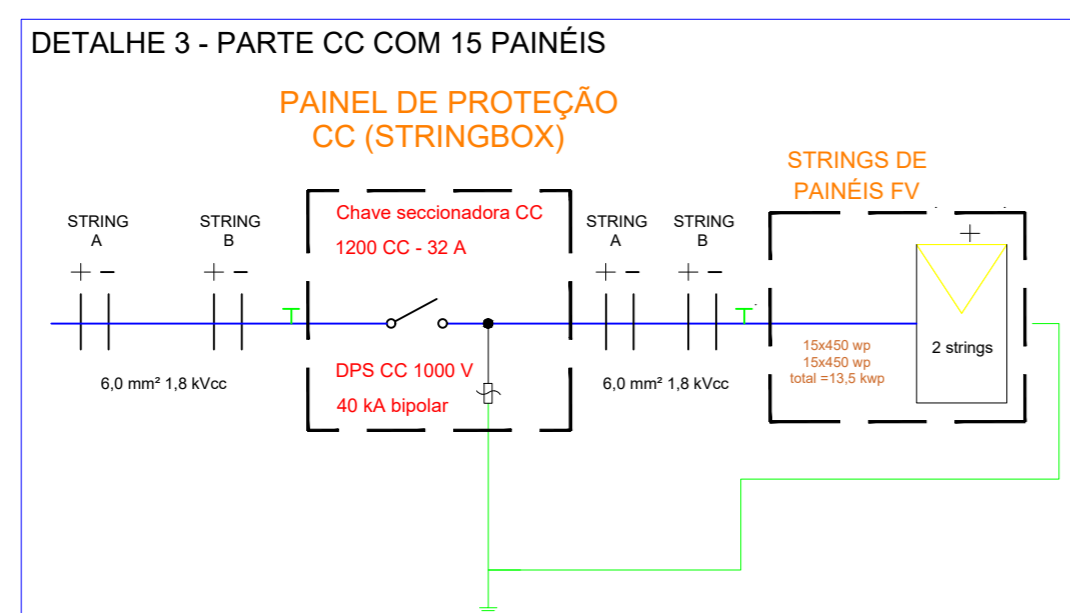 DETALHE 3 - PARTE CC COM 15 PAINÉIS
PAINEL DE PROTEÇÃO
CC (STRINGBOX)
STRINGS DE
PAINÉIS FV
STRING
A
+ -
STRING
B
+ -
6,0 mm² 1,8 kVcc
Chave seccionadora CC
1200 CC - 32 A
DPS CC 1000 V
40 kA bipolar
STRING
A
+ -
STRING
B
+ -
6,0 mm² 1,8 kVcc
15x450 wp
15x450 wp
total =13,5 kwp
+
2 strings